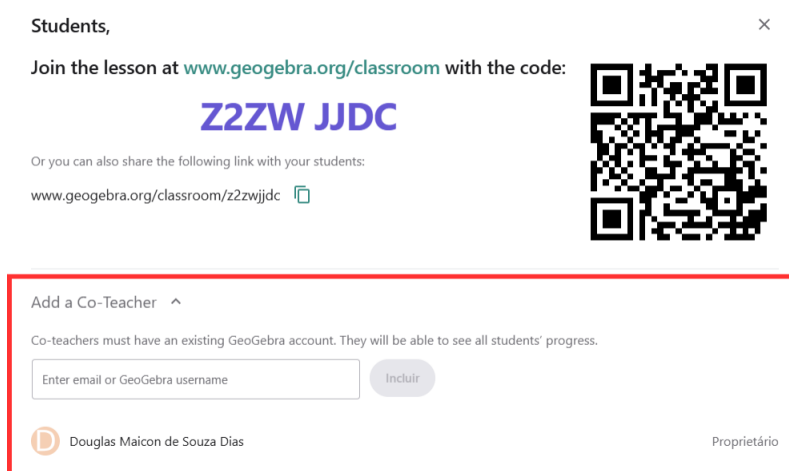 Students,
Join the lesson at www.geogebra.org/classroom with the code:
Z2ZW JJDC
Or you can also share the following link with your students:
www.geogebra.org/classroom/z2zwjjdc
Add a Co-Teacher
Co-teachers must have an existing GeoGebra account. They will be able to see all students' progress.
Enter email or GeoGebra username Incluir
D Douglas Maicon de Souza Dias Proprietário